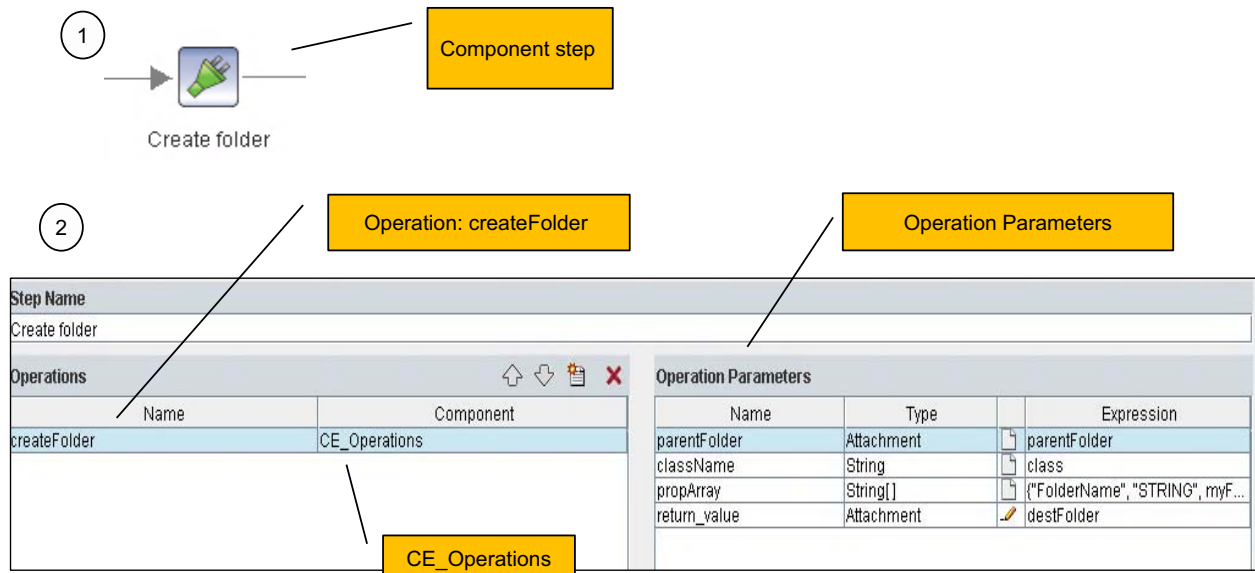 1
Component step
Create folder
2
Operation: createFolder
Operation Parameters
Step Name
Create folder
Operations
Operation Parameters
Name Component
Name Type Expression
createFolder CE_Operations
parentFolder Attachment parentFolder
className String class
propArray String[] {"FolderName", "STRING", myF...
return_value Attachment destFolder
CE_Operations